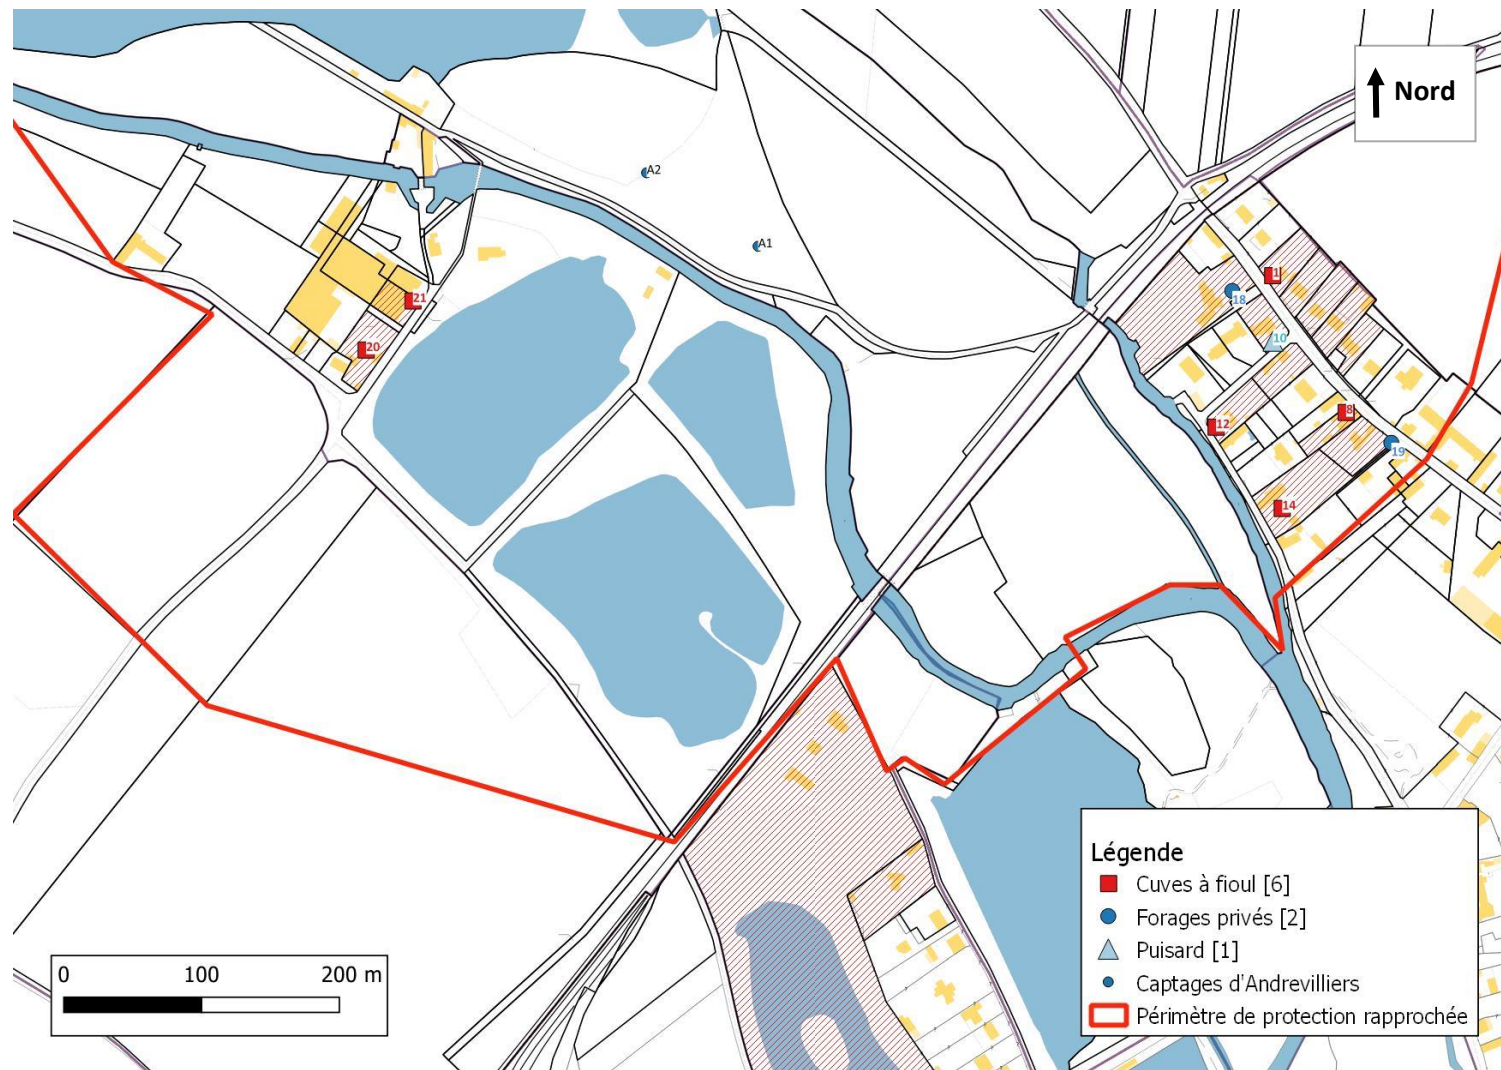 Nord
A2
A1
1
18
10
21
20
8
12
19
14
Légende
Cuves à fioul [6]
Forages privés [2]
Puisard [1]
Captages d'Andrevilliers
Périmètre de protection rapprochée
0 100 200 m